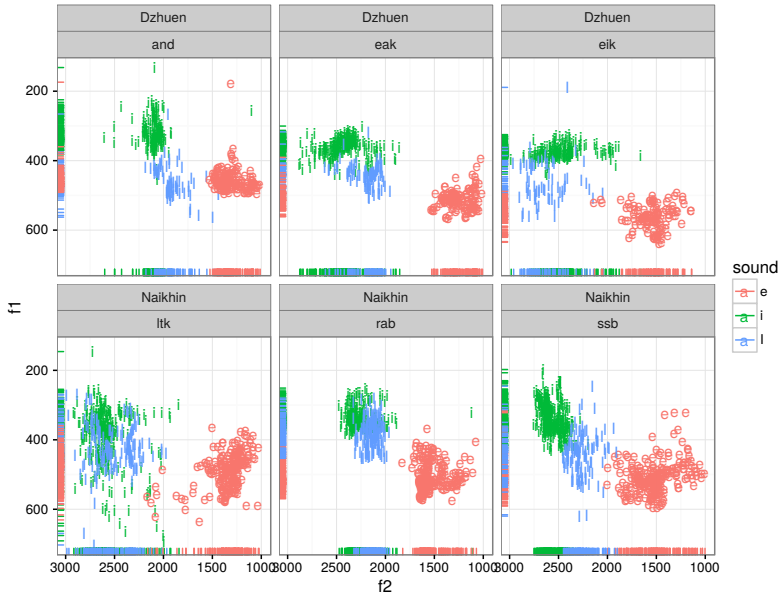 Dzhuen Dzhuen Dzhuen
and eak eik
200
400
600
Naikhin Naikhin Naikhin
ltk rab ssb
200
400
600
3000 2500 2000 1500 1000 3000 2500 2000 1500 1000 3000 2500 2000 1500 1000
f1
f2
sound
a e
a i
a I